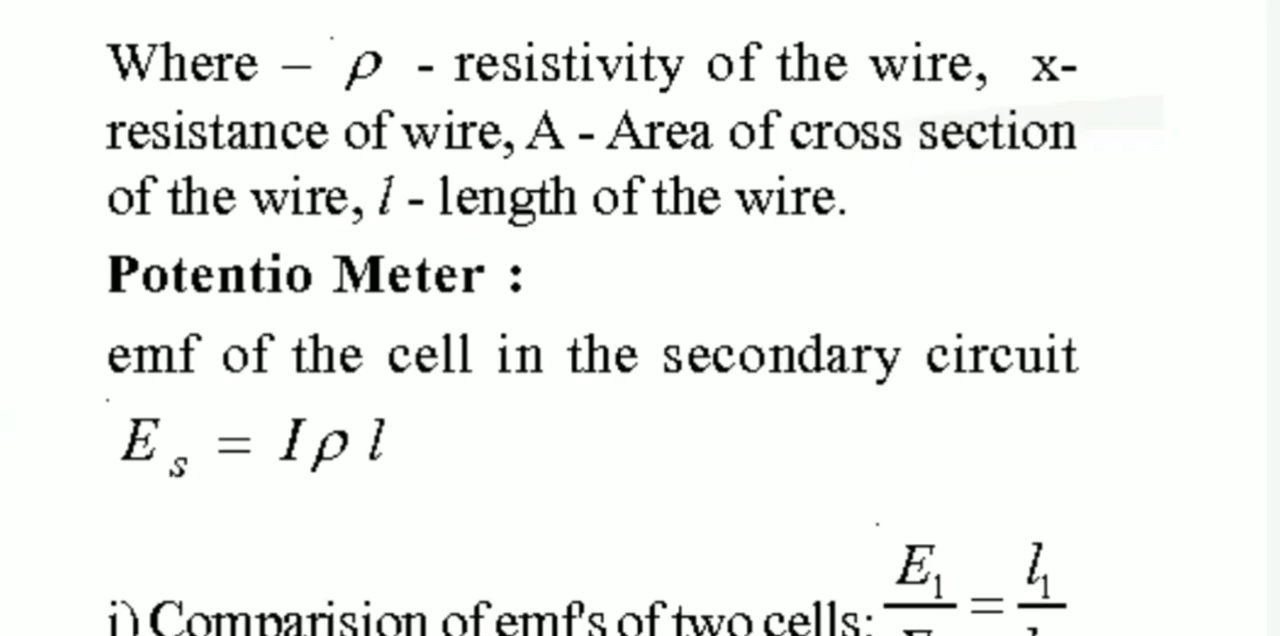 Where – ρ - resistivity of the wire, x-
resistance of wire, A - Area of cross section
of the wire, l - length of the wire.
Potentio Meter :
emf of the cell in the secondary circuit
E_s = I ρ l
i) Comparision of emf's of two cells: E_1 / = l_1 /